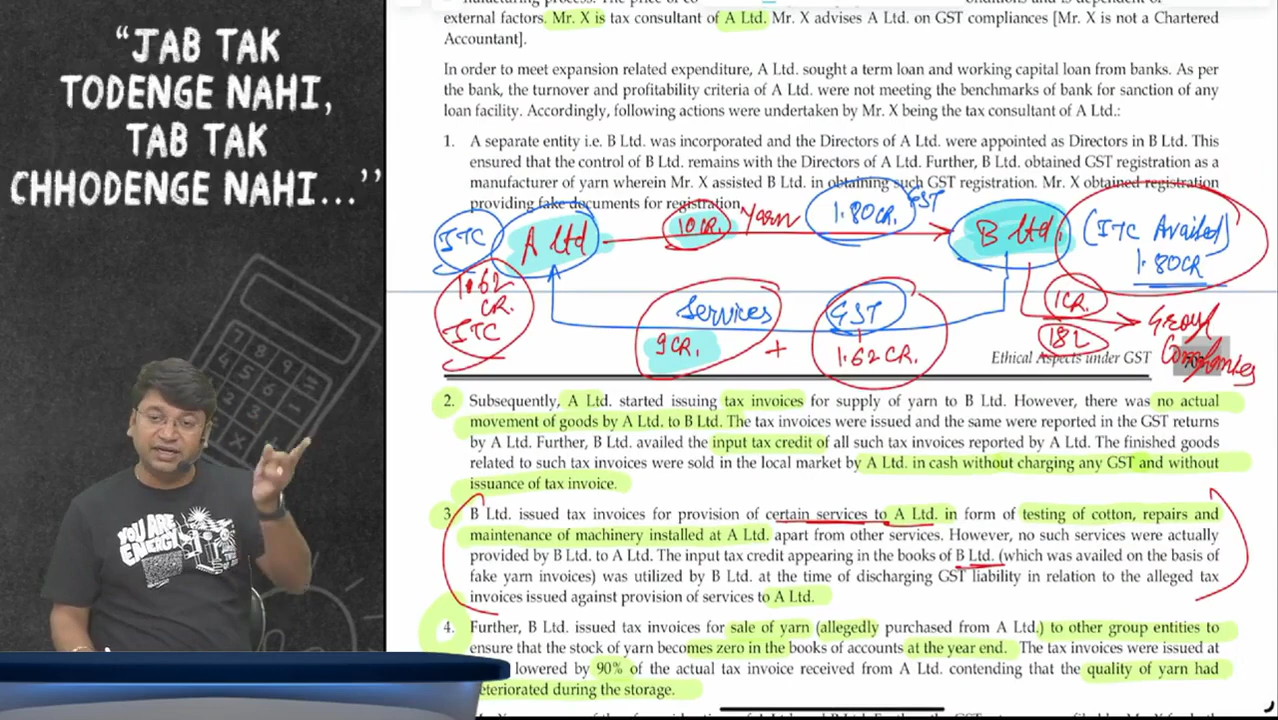 “JAB TAK
TODENGE NAHI,
TAB TAK
CHHODENGE NAHI...’’
YOU ARE
ENERGY
external factors. Mr. X is tax consultant of A Ltd. Mr. X advises A Ltd. on GST compliances [Mr. X is not a Chartered
Accountant].
In order to meet expansion related expenditure, A Ltd. sought a term loan and working capital loan from banks. As per
the bank, the turnover and profitability criteria of A Ltd. were not meeting the benchmarks of bank for sanction of any
loan facility. Accordingly, following actions were undertaken by Mr. X being the tax consultant of A Ltd.:
1. A separate entity i.e. B Ltd. was incorporated and the Directors of A Ltd. were appointed as Directors in B Ltd. This
ensured that the control of B Ltd. remains with the Directors of A Ltd. Further, B Ltd. obtained GST registration as a
manufacturer of yarn wherein Mr. X assisted B Ltd. in obtaining such GST registration. Mr. X obtained registration
providing fake documents for registration.
ITC
A Ltd
10 CR.
Yarn
1.80 CR.
GST
B Ltd.
(ITC Availed)
1.80 CR
1.62
CR.
ITC
Services
9 CR.
+
GST
1.62 CR.
1 CR.
18 L
Group
Companies
Ethical Aspects under GST
2. Subsequently, A Ltd. started issuing tax invoices for supply of yarn to B Ltd. However, there was no actual
movement of goods by A Ltd. to B Ltd. The tax invoices were issued and the same were reported in the GST returns
by A Ltd. Further, B Ltd. availed the input tax credit of all such tax invoices reported by A Ltd. The finished goods
related to such tax invoices were sold in the local market by A Ltd. in cash without charging any GST and without
issuance of tax invoice.
3. B Ltd. issued tax invoices for provision of certain services to A Ltd. in form of testing of cotton, repairs and
maintenance of machinery installed at A Ltd. apart from other services. However, no such services were actually
provided by B Ltd. to A Ltd. The input tax credit appearing in the books of B Ltd. (which was availed on the basis of
fake yarn invoices) was utilized by B Ltd. at the time of discharging GST liability in relation to the alleged tax
invoices issued against provision of services to A Ltd.
4. Further, B Ltd. issued tax invoices for sale of yarn (allegedly purchased from A Ltd.) to other group entities to
ensure that the stock of yarn becomes zero in the books of accounts at the year end. The tax invoices were issued at
lowered by 90% of the actual tax invoice received from A Ltd. contending that the quality of yarn had
eteriorated during the storage.